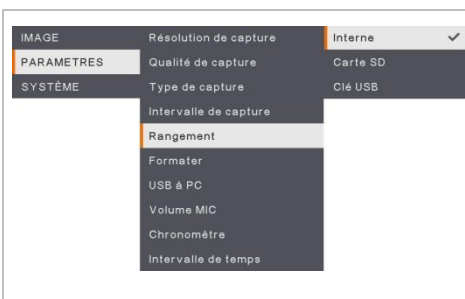 IMAGE
PARAMETRES
SYSTÈME
Résolution de capture
Qualité de capture
Type de capture
Intervalle de capture
Rangement
Formater
USB à PC
Volume MIC
Chronomètre
Intervalle de temps
Interne
Carte SD
Clé USB